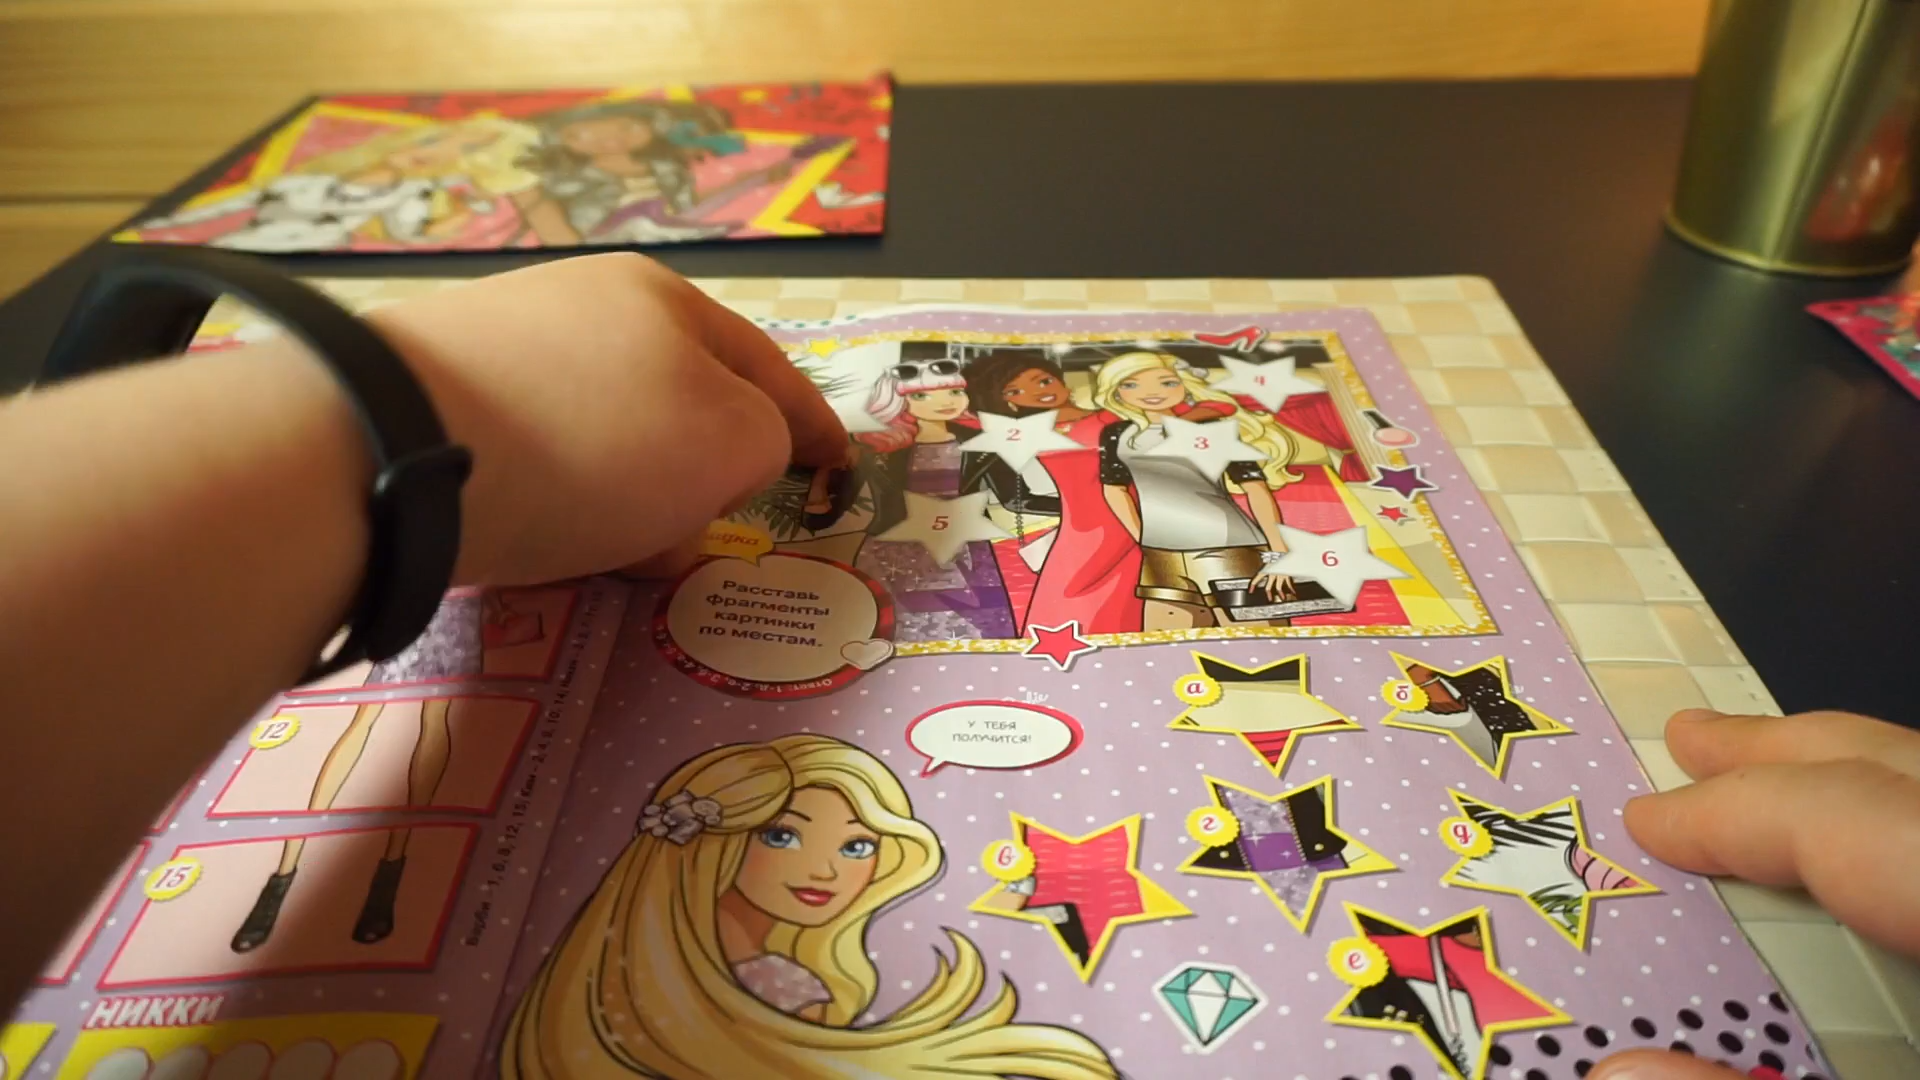 4
2
3
5
6
Расставь
фрагменты
картинки
по местам.
У ТЕБЯ
ПОЛУЧИТСЯ!
а
б
12
г
д
в
15
е
НИККИ